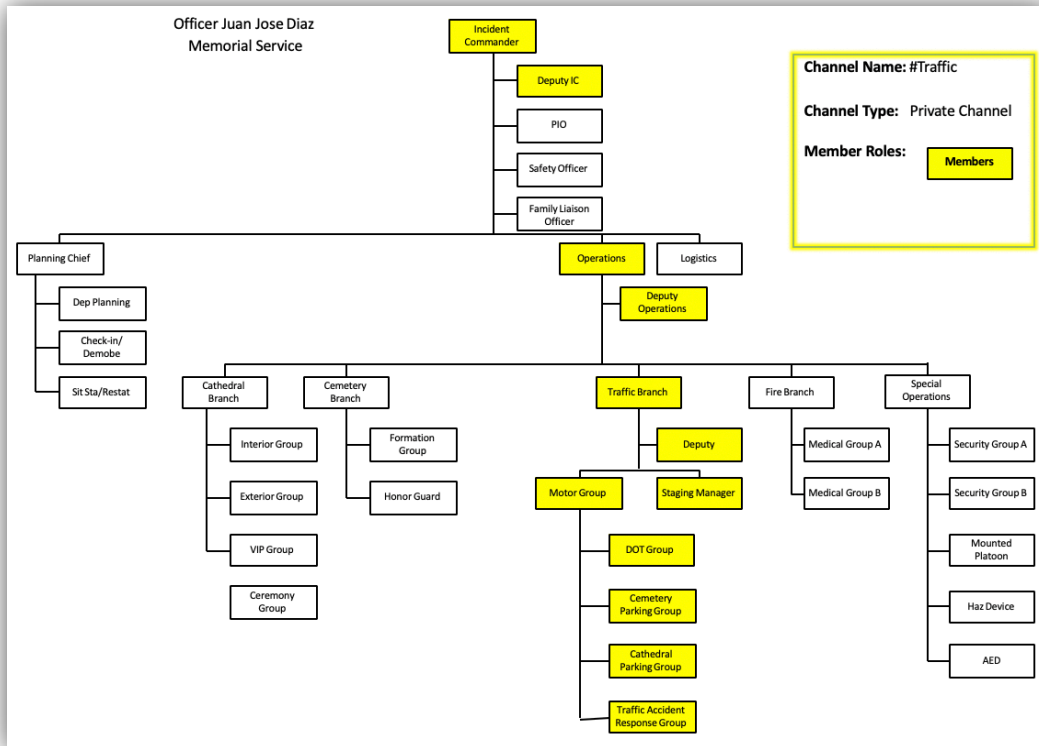 Officer Juan Jose Diaz
Memorial Service
Incident
Commander
Deputy IC
PIO
Safety Officer
Family Liaison
Officer
Channel Name: #Traffic
Channel Type: Private Channel
Member Roles:
Members
Planning Chief
Operations
Logistics
Dep Planning
Check-in/
Demobe
Sit Sta/Restat
Deputy
Operations
Cathedral
Branch
Cemetery
Branch
Traffic Branch
Fire Branch
Special
Operations
Interior Group
Exterior Group
VIP Group
Ceremony
Group
Formation
Group
Honor Guard
Deputy
Motor Group
Staging Manager
DOT Group
Cemetery
Parking Group
Cathedral
Parking Group
Traffic Accident
Response Group
Medical Group A
Medical Group B
Security Group A
Security Group B
Mounted
Platoon
Haz Device
AED